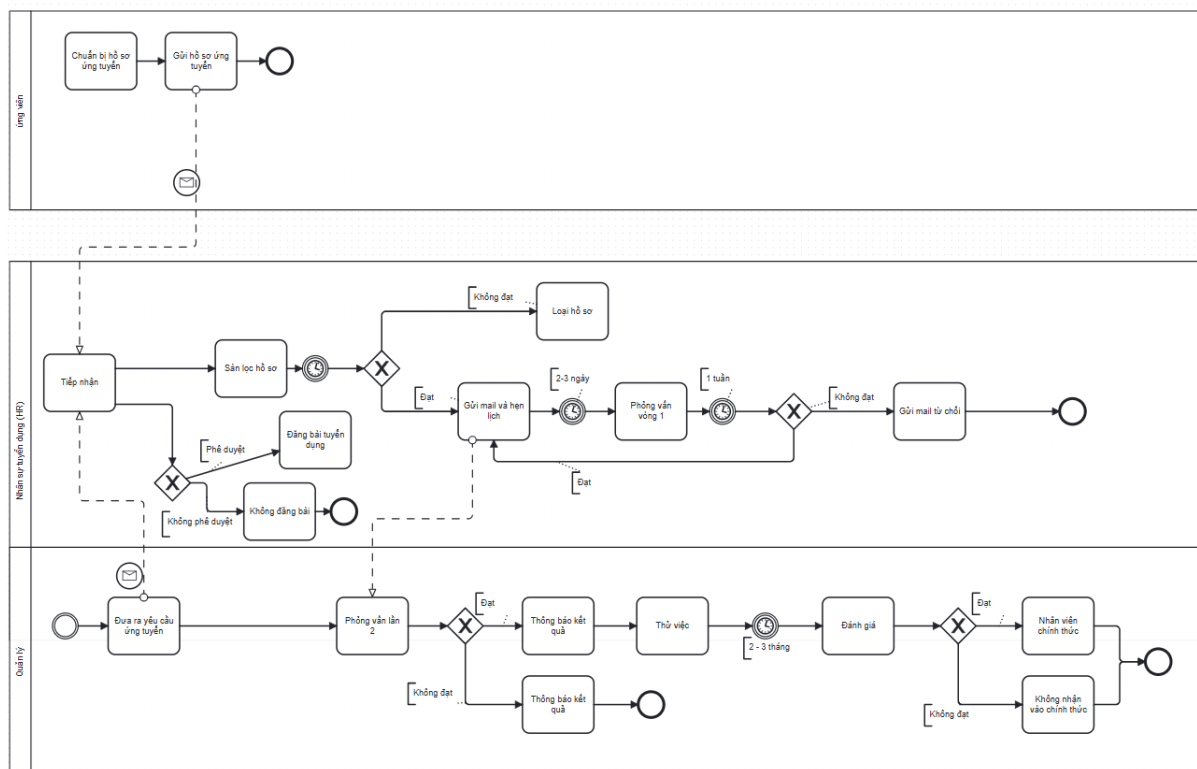 ứng viên
Chuẩn bị hồ sơ
ứng tuyển
Gửi hồ sơ ứng
tuyển
Nhân sự tuyển dụng (HR)
Tiếp nhận
Sàn lọc hồ sơ
Không đạt
Loại hồ sơ
Đạt
Gửi mail và hẹn
lịch
2-3 ngày
Phỏng vấn
vòng 1
1 tuần
Không đạt
Gửi mail từ chối
Đạt
Phê duyệt
Đăng bài tuyển
dụng
Không phê duyệt
Không đăng bài
Quản lý
Đưa ra yêu cầu
ứng tuyển
Phỏng vấn lần
2
Đạt
Thông báo kết
quả
Thử việc
2 - 3 tháng
Đánh giá
Đạt
Nhân viên
chính thức
Không đạt
Thông báo kết
quả
Không đạt
Không nhận
vào chính thức